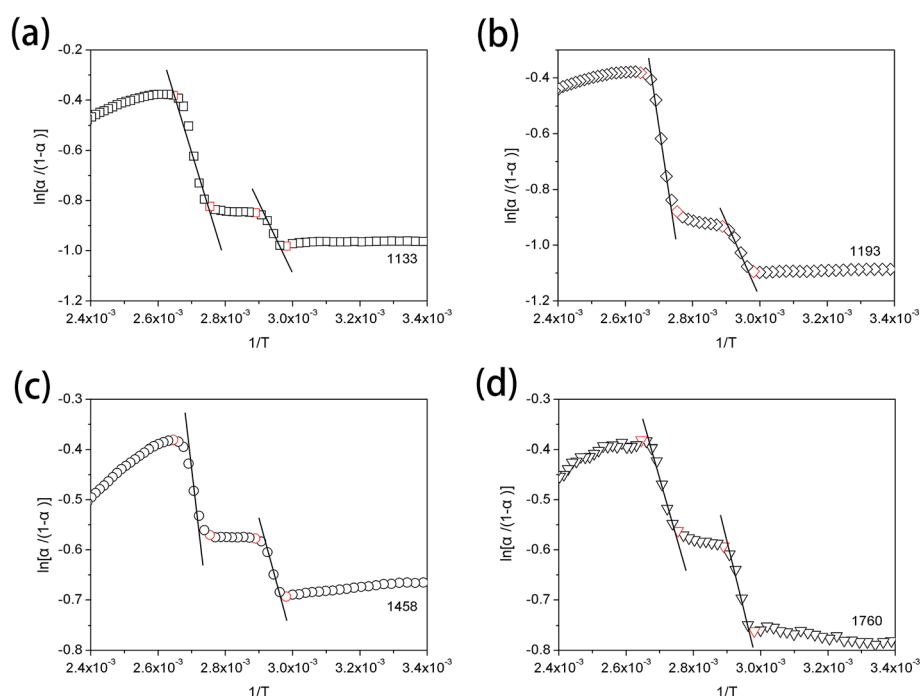 (a)
-0.2
-0.4
-0.6
-0.8
-1.0
-1.2
ln[α /(1-α )]
1133
2.4x10⁻³ 2.6x10⁻³ 2.8x10⁻³ 3.0x10⁻³ 3.2x10⁻³ 3.4x10⁻³
1/T
(b)
-0.4
-0.6
-0.8
-1.0
-1.2
ln[α /(1-α )]
1193
2.4x10⁻³ 2.6x10⁻³ 2.8x10⁻³ 3.0x10⁻³ 3.2x10⁻³ 3.4x10⁻³
1/T
(c)
-0.3
-0.4
-0.5
-0.6
-0.7
-0.8
ln[α /(1-α )]
1458
2.4x10⁻³ 2.6x10⁻³ 2.8x10⁻³ 3.0x10⁻³ 3.2x10⁻³ 3.4x10⁻³
1/T
(d)
-0.3
-0.4
-0.5
-0.6
-0.7
-0.8
ln[α /(1-α )]
1760
2.4x10⁻³ 2.6x10⁻³ 2.8x10⁻³ 3.0x10⁻³ 3.2x10⁻³ 3.4x10⁻³
1/T